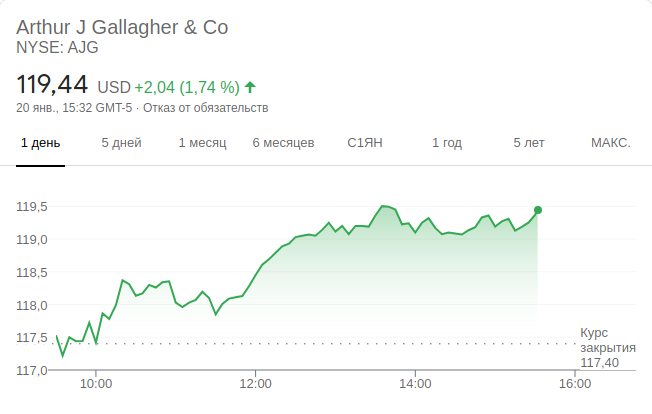 Arthur J Gallagher & Co
NYSE: AJG
119,44 USD +2,04 (1,74 %)
20 янв., 15:32 GMT-5 · Отказ от обязательств
1 день 5 дней 1 месяц 6 месяцев С1ЯН 1 год 5 лет МАКС.
119,5
119,0
118,5
118,0
117,5
117,0
Курс
закрытия
117,40
10:00 12:00 14:00 16:00